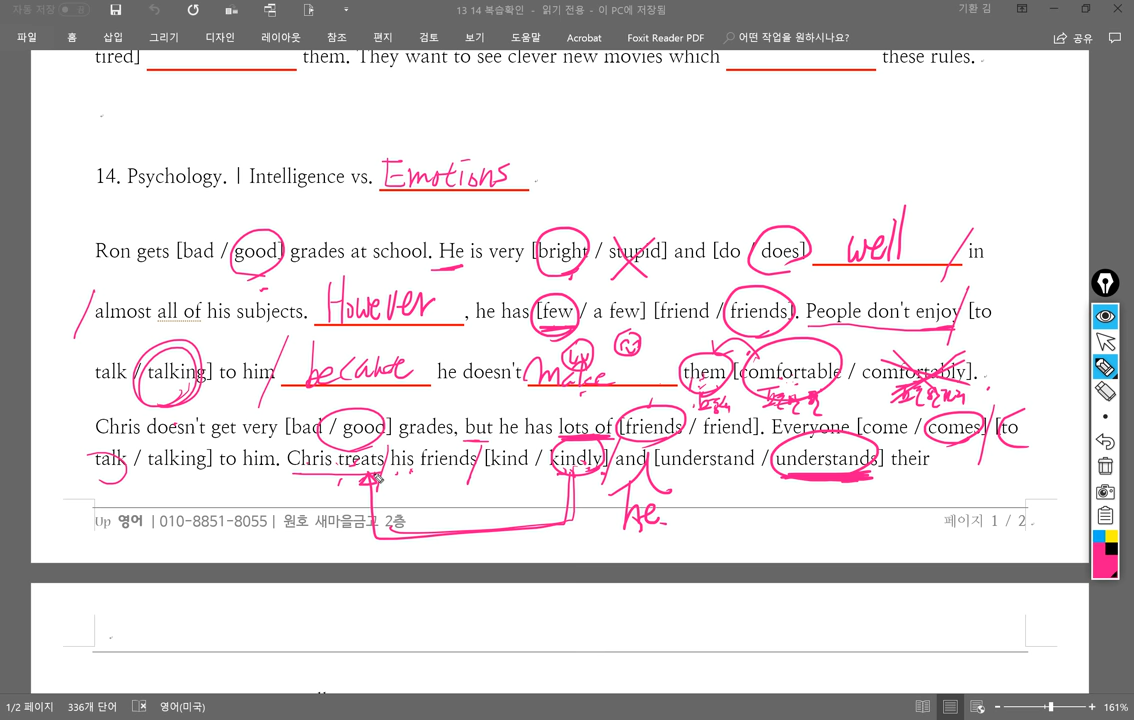 자동 저장
13 14 복습확인 - 읽기 전용 - 이 PC에 저장됨
기환 김
파일 홈 삽입 그리기 디자인 레이아웃 참조 편지 검토 보기 도움말 Acrobat Foxit Reader PDF 어떤 작업을 원하시나요? 공유
tired] them. They want to see clever new movies which these rules.
14. Psychology. | Intelligence vs. Emotions
Ron gets [bad / good] grades at school. He is very [bright / stupid] and [do / does] well in
almost all of his subjects. However, he has [few / a few] [friend / friends]. People don't enjoy [to
talk / talking] to him because he doesn't make them [comfortable / comfortably].
Chris doesn't get very [bad / good] grades, but he has lots of [friends / friend]. Everyone [come / comes] [to
talk / talking] to him. Chris treats his friends [kind / kindly] and [understand / understands] their
he
Up 영어 | 010-8851-8055 | 원호 새마을금고 2층
페이지 1 / 2
1/2 페이지 336개 단어 영어(미국) 161%